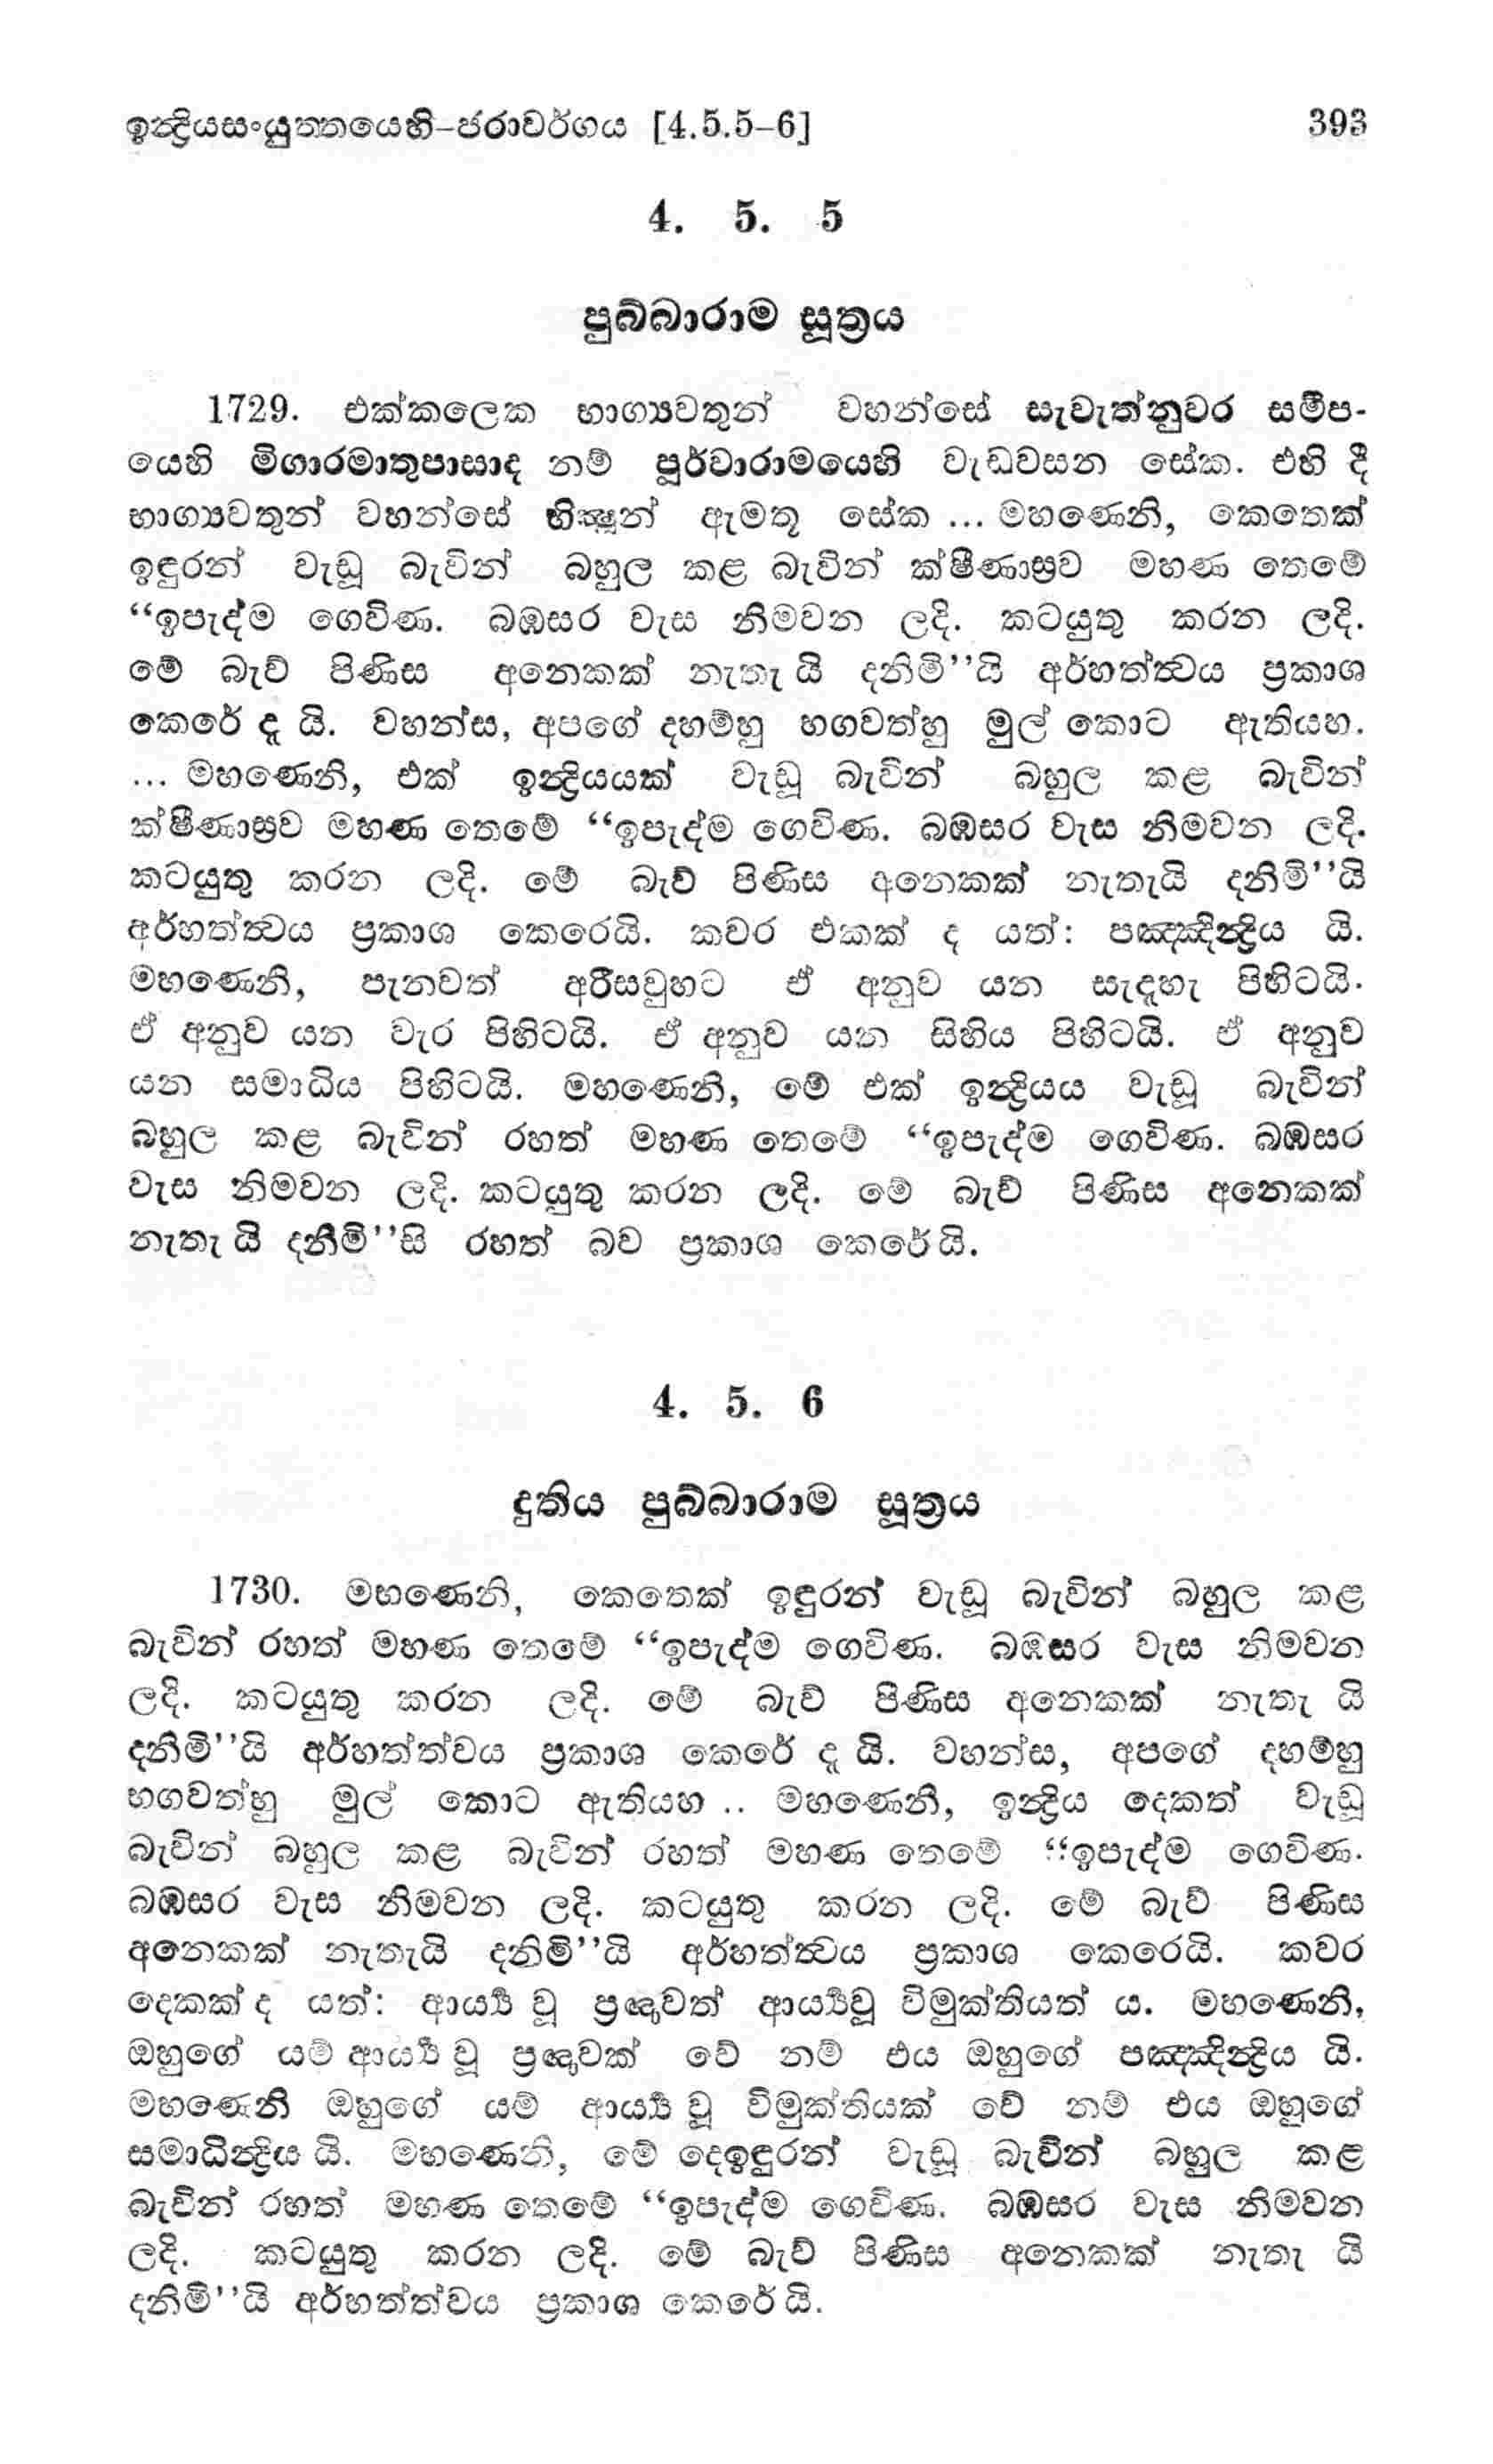 ඉන්ද්‍රියසංයුත්තයෙහි-ජරාවර්ගය [4.5.5-6] 393
4. 5. 5
පුබ්බාරාම සූත්‍රය
1729. එක්කලෙක භාග්‍යවතුන් වහන්සේ සැවැත්නුවර සමීප-
යෙහි මිගාරමාතුපාසාද නම් පූර්වාරාමයෙහි වැඩවසන සේක. එහි දී
භාග්‍යවතුන් වහන්සේ භික්‍ෂූන් ඇමතූ සේක ... මහණෙනි, කෙතෙක්
ඉඳුරන් වැඩූ බැවින් බහුල කළ බැවින් ක්ෂීණාස්‍රව මහණ තෙමේ
“ඉපැද්ම ගෙවිණ. බඹසර වැස නිමවන ලදි. කටයුතු කරන ලදි.
මේ බැව් පිණිස අනෙකක් නැතැ යි දනිමි’’යි අර්හත්ත්‍වය ප්‍රකාශ
කෙරේ ද යි. වහන්ස, අපගේ දහම්හු භගවත්හු මුල් කොට ඇතියහ.
... මහණෙනි, එක් ඉන්ද්‍රියයක් වැඩූ බැවින් බහුල කළ බැවින්
ක්ෂීණාස්‍රව මහණ තෙමේ “ඉපැද්ම ගෙවිණ. බඹසර වැස නිමවන ලදි.
කටයුතු කරන ලදි. මේ බැව් පිණිස අනෙකක් නැතැයි දනිමි’’යි
අර්හත්ත්‍වය ප්‍රකාශ කෙරෙයි. කවර එකක් ද යත්: පඤ්ඤින්ද්‍රිය යි.
මහණෙනි, පැනවත් අරීසවුහට ඒ අනුව යන සැදැහැ පිහිටයි.
ඒ අනුව යන වැර පිහිටයි. ඒ අනුව යන සිහිය පිහිටයි. ඒ අනුව
යන සමාධිය පිහිටයි. මහණෙනි, මේ එක් ඉන්ද්‍රියය වැඩූ බැවින්
බහුල කළ බැවින් රහත් මහණ තෙමේ “ඉපැද්ම ගෙවිණ. බඹසර
වැස නිමවන ලදි. කටයුතු කරන ලදි. මේ බැව් පිණිස අනෙකක්
නැතැ යි දනිමි’’සි රහත් බව ප්‍රකාශ කෙරේ යි.
4. 5. 6
දුතිය පුබ්බාරාම සූත්‍රය
1730. මහණෙනි, කෙතෙක් ඉඳුරන් වැඩූ බැවින් බහුල කළ
බැවින් රහත් මහණ තෙමේ “ඉපැද්ම ගෙවිණ. බඹසර වැස නිමවන
ලදි. කටයුතු කරන ලදි. මේ බැව් පිණිස අනෙකක් නැතැ යි
දනිමි’’යි අර්හත්ත්වය ප්‍රකාශ කෙරේ ද යි. වහන්ස, අපගේ දහම්හු
භගවත්හු මුල් කොට ඇතියහ .. මහණෙනි, ඉන්ද්‍රිය දෙකක් වැඩූ
බැවින් බහුල කළ බැවින් රහත් මහණ තෙමේ “ඉපැද්ම ගෙවිණ.
බඹසර වැස නිමවන ලදි. කටයුතු කරන ලදි. මේ බැව් පිණිස
අනෙකක් නැතැයි දනිමි’’යි අර්හත්ත්‍වය ප්‍රකාශ කෙරෙයි. කවර
දෙකක් ද යත්: ආර්‍ය්‍ය වූ ප්‍රඥාවත් ආර්‍ය්‍යවූ විමුක්තියත් ය. මහණෙනි,
ඔහුගේ යම් ආර්‍ය්‍ය වූ ප්‍රඥාවක් වේ නම් එය ඔහුගේ පඤ්ඤින්ද්‍රිය යි.
මහණෙනි ඔහුගේ යම් ආර්‍ය්‍ය වූ විමුක්තියක් වේ නම් එය ඔහුගේ
සමාධින්ද්‍රිය යි. මහණෙනි, මේ දෙඉඳුරන් වැඩූ බැවින් බහුල කළ
බැවින් රහත් මහණ තෙමේ “ඉපැද්ම ගෙවිණ. බඹසර වැස නිමවන
ලදි. කටයුතු කරන ලදි. මේ බැව් පිණිස අනෙකක් නැතැ යි
දනිමි’’යි අර්හත්ත්වය ප්‍රකාශ කෙරේ යි.